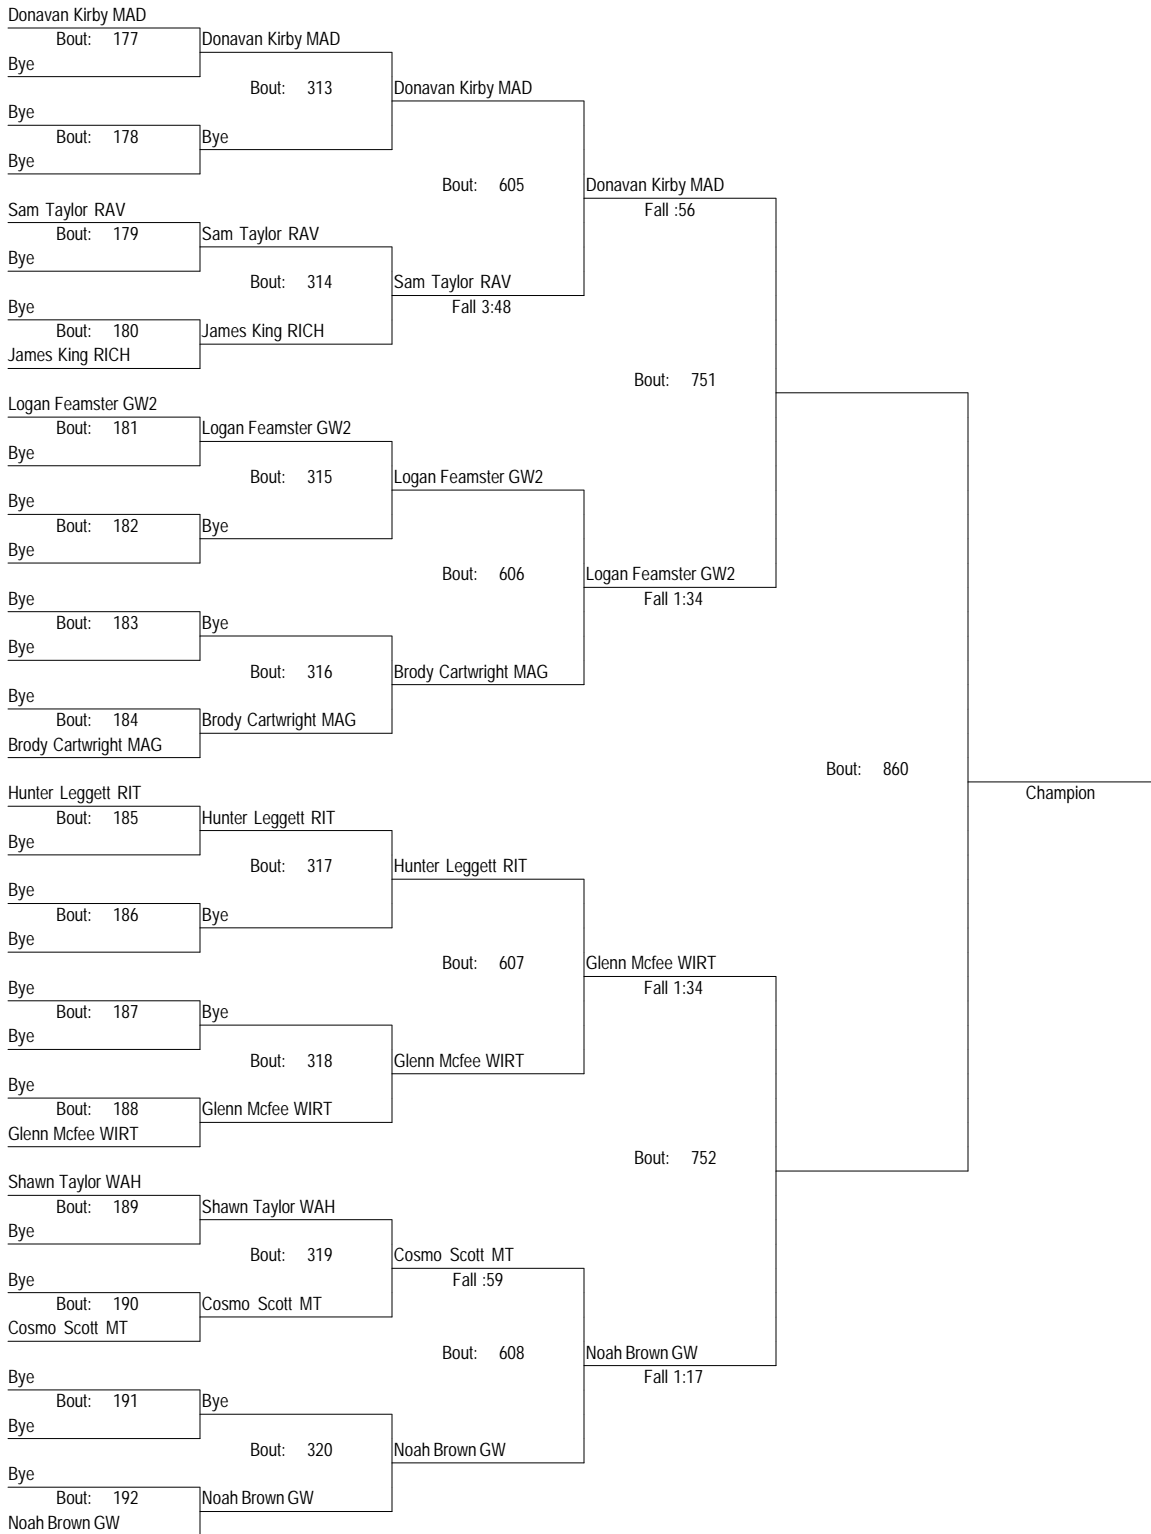 Donavan Kirby MAD
Bout: 177 Donavan Kirby MAD
Bye
Bout: 313 Donavan Kirby MAD
Bye
Bout: 178 Bye
Bye
Bout: 605 Donavan Kirby MAD
Sam Taylor RAV Fall :56
Bout: 179 Sam Taylor RAV
Bye
Bout: 314 Sam Taylor RAV
Bye Fall 3:48
Bout: 180 James King RICH
James King RICH
Bout: 751
Logan Feamster GW2
Bout: 181 Logan Feamster GW2
Bye
Bout: 315 Logan Feamster GW2
Bye
Bout: 182 Bye
Bye
Bout: 606 Logan Feamster GW2
Bye Fall 1:34
Bout: 183 Bye
Bye
Bout: 316 Brody Cartwright MAG
Bye
Bout: 184 Brody Cartwright MAG
Brody Cartwright MAG
Bout: 860
Hunter Leggett RIT Champion
Bout: 185 Hunter Leggett RIT
Bye
Bout: 317 Hunter Leggett RIT
Bye
Bout: 186 Bye
Bye
Bout: 607 Glenn Mcfee WIRT
Bye Fall 1:34
Bout: 187 Bye
Bye
Bout: 318 Glenn Mcfee WIRT
Bye
Bout: 188 Glenn Mcfee WIRT
Glenn Mcfee WIRT
Bout: 752
Shawn Taylor WAH
Bout: 189 Shawn Taylor WAH
Bye
Bout: 319 Cosmo Scott MT
Bye Fall :59
Bout: 190 Cosmo Scott MT
Cosmo Scott MT
Bout: 608 Noah Brown GW
Bye Fall 1:17
Bout: 191 Bye
Bye
Bout: 320 Noah Brown GW
Bye
Bout: 192 Noah Brown GW
Noah Brown GW